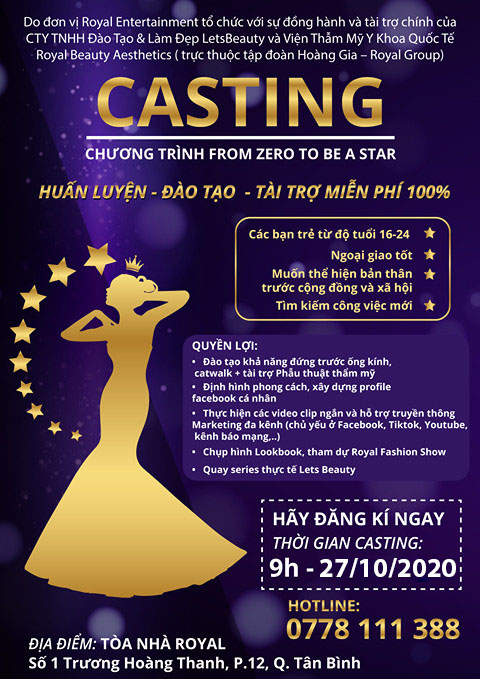 Do đơn vị Royal Entertainment tổ chức với sự đồng hành và tài trợ chính của
CTY TNHH Đào Tạo & Làm Đẹp LetsBeauty và Viện Thẩm Mỹ Y Khoa Quốc Tế
Royal Beauty Aesthetics ( trực thuộc tập đoàn Hoàng Gia – Royal Group)
CASTING
CHƯƠNG TRÌNH FROM ZERO TO BE A STAR
HUẤN LUYỆN - ĐÀO TẠO - TÀI TRỢ MIỄN PHÍ 100%
Các bạn trẻ từ độ tuổi 16-24
Ngoại giao tốt
Muốn thể hiện bản thân
trước cộng đồng và xã hội
Tìm kiếm công việc mới
QUYỀN LỢI:
• Đào tạo khả năng đứng trước ống kính,
catwalk + tài trợ Phẫu thuật thẩm mỹ
• Định hình phong cách, xây dựng profile
facebook cá nhân
• Thực hiện các video clip ngắn và hỗ trợ truyền thông
Marketing đa kênh (chủ yếu ở Facebook, Tiktok, Youtube,
kênh báo mạng,..)
• Chụp hình Lookbook, tham dự Royal Fashion Show
• Quay series thực tế Lets Beauty
HÃY ĐĂNG KÍ NGAY
THỜI GIAN CASTING:
9h - 27/10/2020
HOTLINE:
0778 111 388
ĐỊA ĐIỂM: TÒA NHÀ ROYAL
Số 1 Trương Hoàng Thanh, P.12, Q. Tân Bình